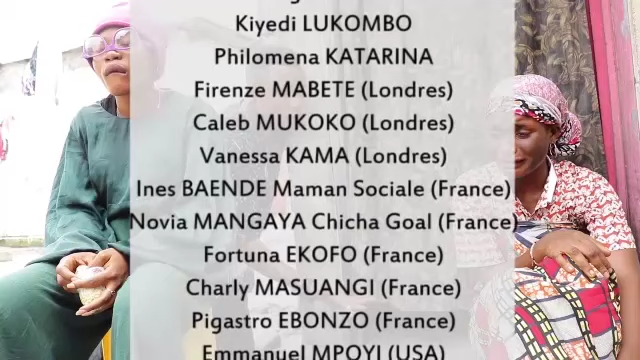 Kiyedi LUKOMBO
Philomena KATARINA
Firenze MABETE (Londres)
Caleb MUKOKO (Londres)
Vanessa KAMA (Londres)
Ines BAENDE Maman Sociale (France)
Novia MANGAYA Chicha Goal (France)
Fortuna EKOFO (France)
Charly MASUANGI (France)
Pigastro EBONZO (France)
Emmanuel MPOYI (USA)